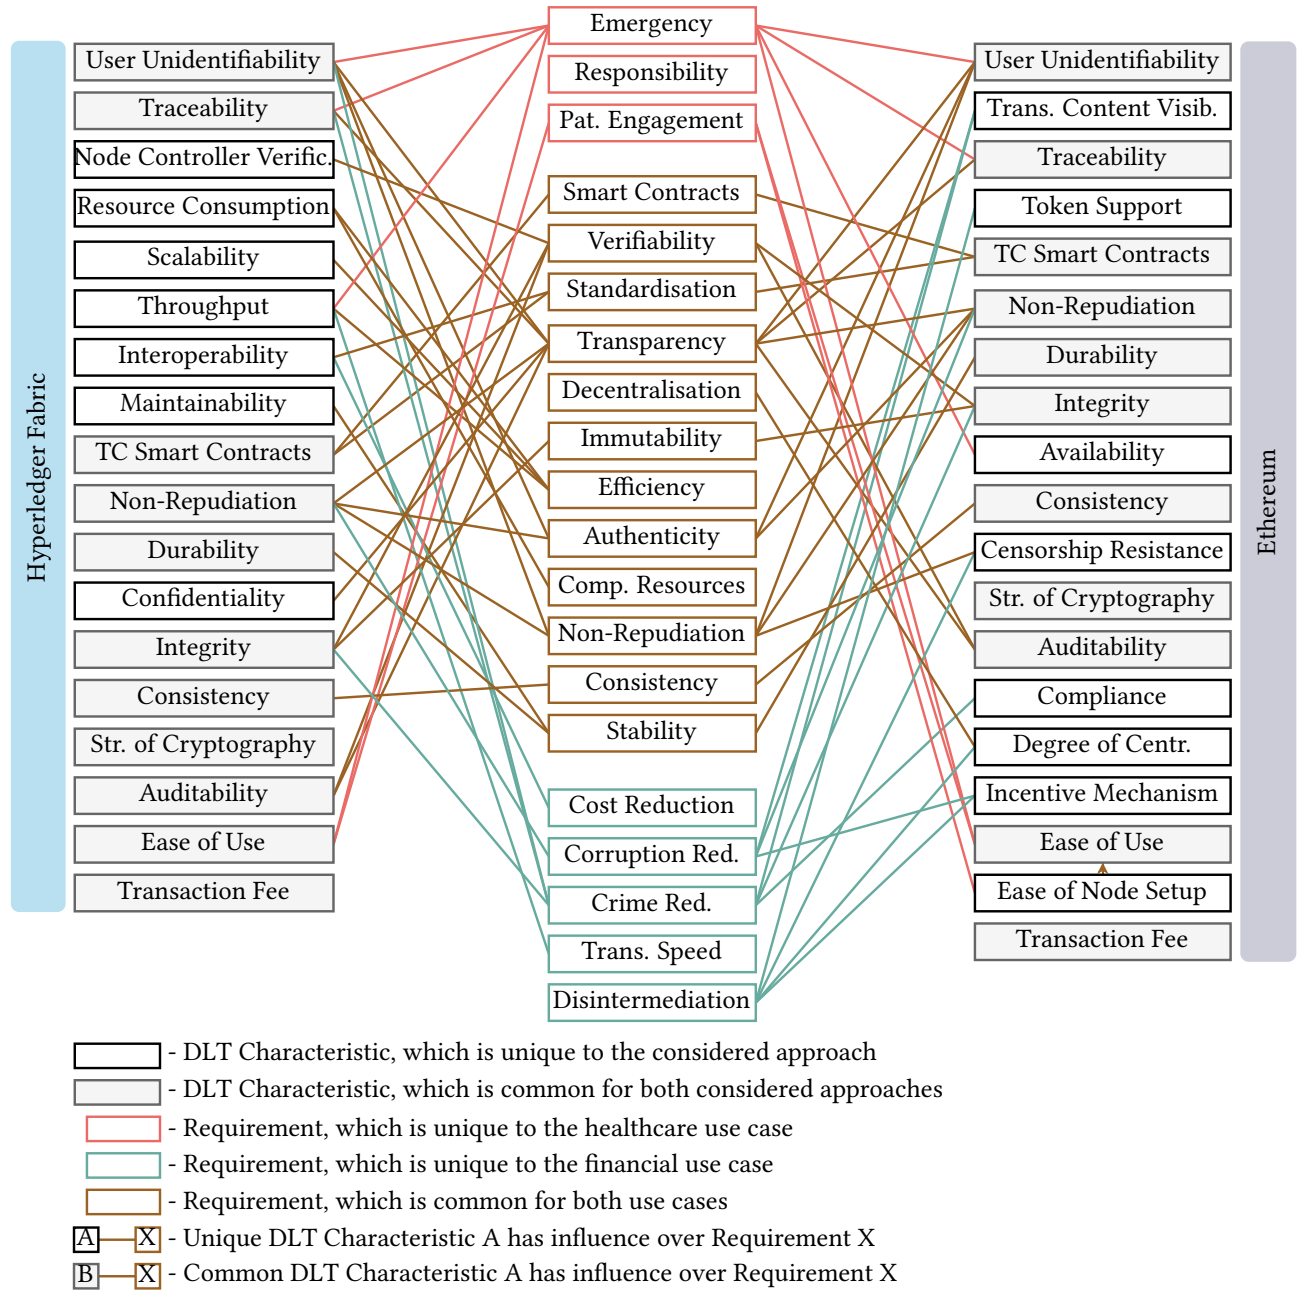 Hyperledger Fabric
User Unidentifiability
Traceability
Node Controller Verific.
Resource Consumption
Scalability
Throughput
Interoperability
Maintainability
TC Smart Contracts
Non-Repudiation
Durability
Confidentiality
Integrity
Consistency
Str. of Cryptography
Auditability
Ease of Use
Transaction Fee
Emergency
Responsibility
Pat. Engagement
Smart Contracts
Verifiability
Standardisation
Transparency
Decentralisation
Immutability
Efficiency
Authenticity
Comp. Resources
Non-Repudiation
Consistency
Stability
Cost Reduction
Corruption Red.
Crime Red.
Trans. Speed
Disintermediation
User Unidentifiability
Trans. Content Visib.
Traceability
Token Support
TC Smart Contracts
Non-Repudiation
Durability
Integrity
Availability
Consistency
Censorship Resistance
Str. of Cryptography
Auditability
Compliance
Degree of Centr.
Incentive Mechanism
Ease of Use
Ease of Node Setup
Transaction Fee
Ethereum
- DLT Characteristic, which is unique to the considered approach
- DLT Characteristic, which is common for both considered approaches
- Requirement, which is unique to the healthcare use case
- Requirement, which is unique to the financial use case
- Requirement, which is common for both use cases
A X - Unique DLT Characteristic A has influence over Requirement X
B X - Common DLT Characteristic A has influence over Requirement X